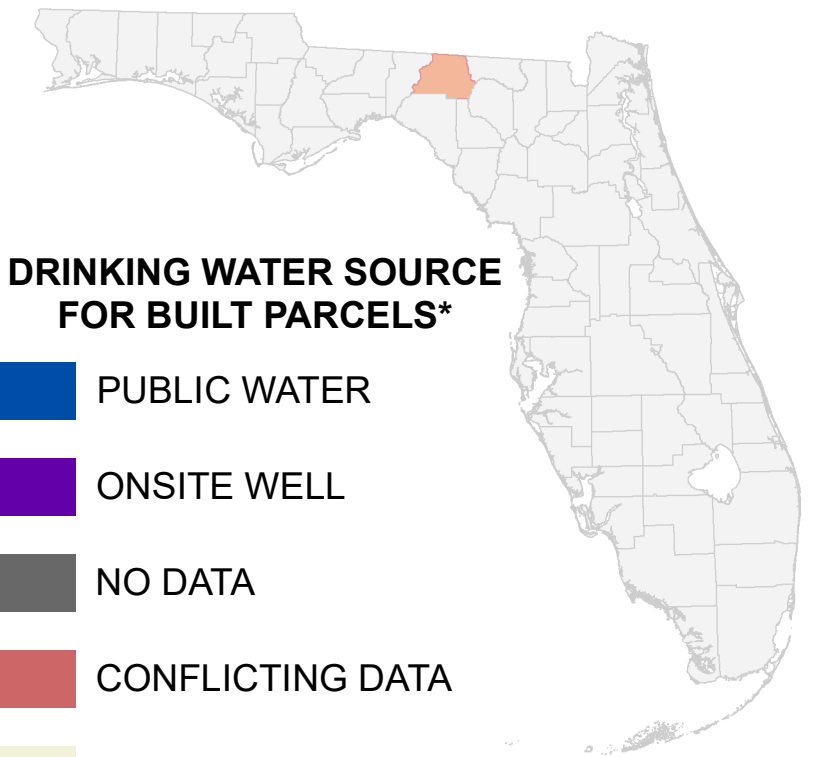 DRINKING WATER SOURCE
FOR BUILT PARCELS*
PUBLIC WATER
ONSITE WELL
NO DATA
CONFLICTING DATA